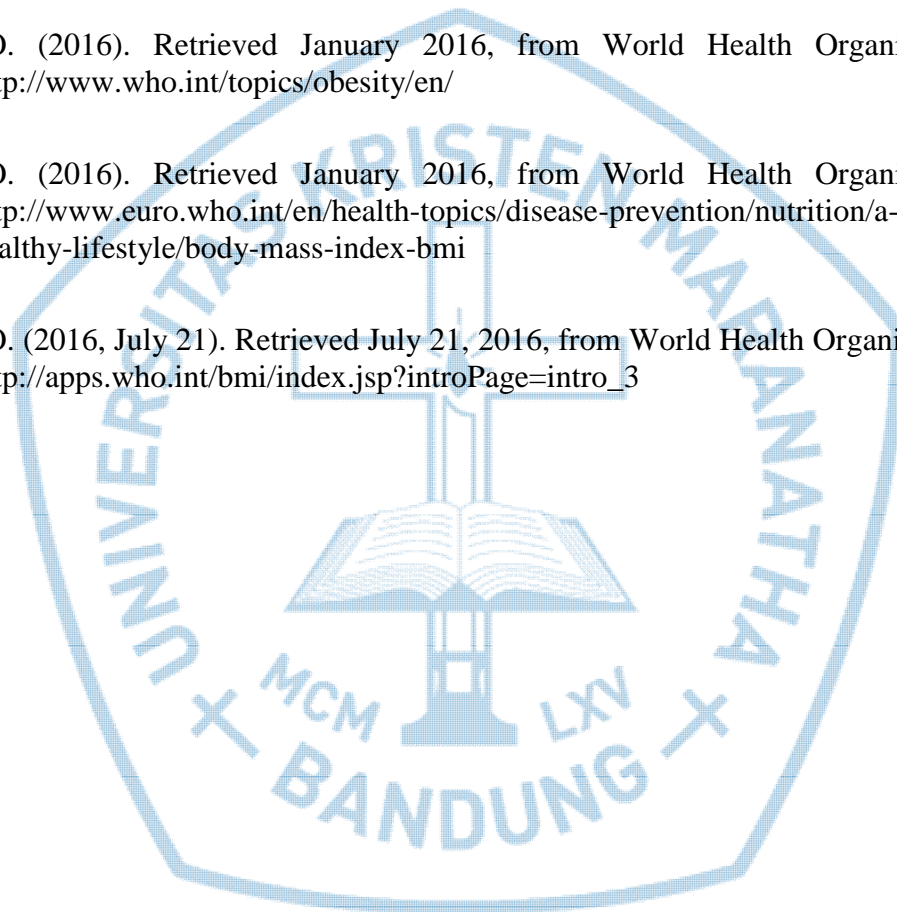 O. (2016). Retrieved January 2016, from World Health Organi
tp://www.who.int/topics/obesity/en/
O. (2016). Retrieved January 2016, from World Health Organi
tp://www.euro.who.int/en/health-topics/disease-prevention/nutrition/a-
althy-lifestyle/body-mass-index-bmi
O. (2016, July 21). Retrieved July 21, 2016, from World Health Organi
tp://apps.who.int/bmi/index.jsp?introPage=intro_3
UNIVERSITAS KRISTEN MARANATHA
MCM LXV
BANDUNG